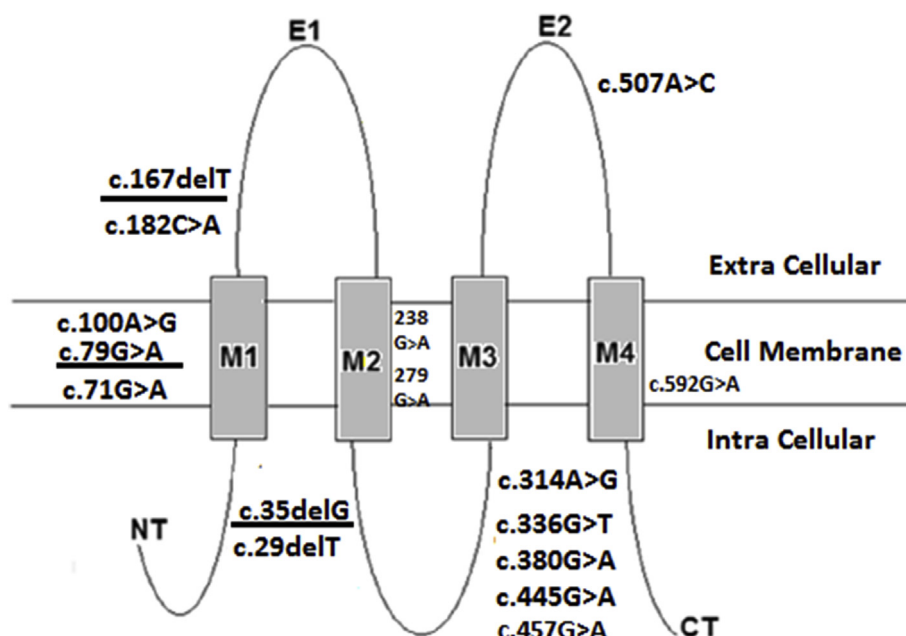 E1
E2
c.507A>C
c.167delT
c.182C>A
Extra Cellular
c.100A>G
c.79G>A
c.71G>A
M1
M2
238
G>A
279
G>A
M3
M4
Cell Membrane
c.592G>A
Intra Cellular
NT
c.35delG
c.29delT
c.314A>G
c.336G>T
c.380G>A
c.445G>A
c.457G>A
CT